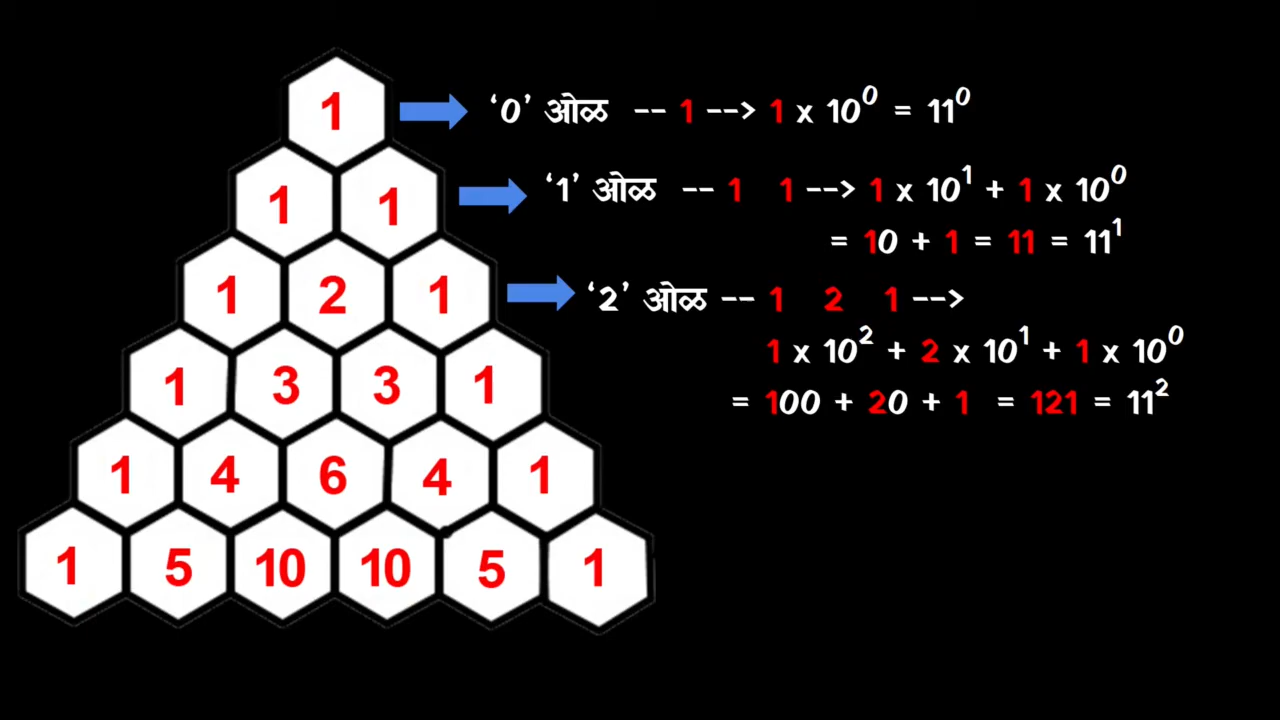 1
1 1
1 2 1
1 3 3 1
1 4 6 4 1
1 5 10 10 5 1
‘0’ ओळ -- 1 --> 1 x 10⁰ = 11⁰
‘1’ ओळ -- 1 1 --> 1 x 10¹ + 1 x 10⁰
= 10 + 1 = 11 = 11¹
‘2’ ओळ -- 1 2 1 -->
1 x 10² + 2 x 10¹ + 1 x 10⁰
= 100 + 20 + 1 = 121 = 11²